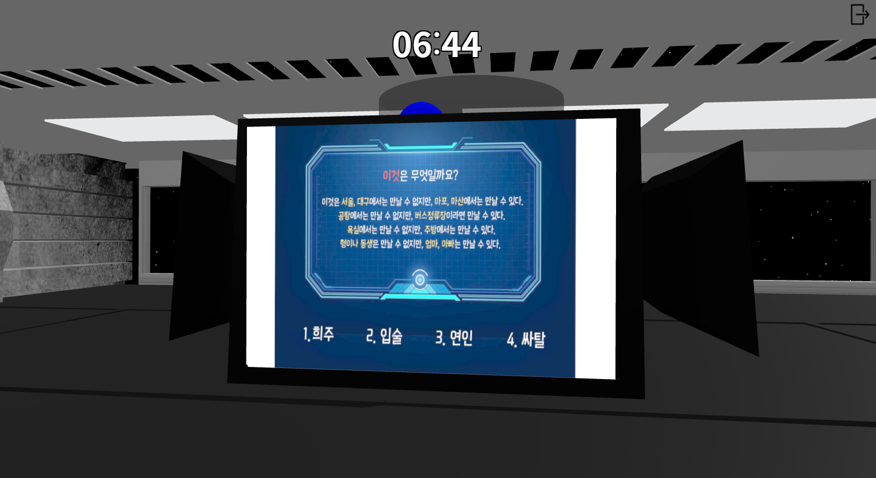 06:44
이것은 무엇일까요?
이것은 서울, 대구에서는 만날 수 없지만, 마포, 마산에서는 만날 수 있다.
공항에서는 만날 수 없지만, 버스정류장이라면 만날 수 있다.
욕실에서는 만날 수 없지만, 주방에서는 만날 수 있다.
형이나 동생은 만날 수 없지만, 엄마, 아빠는 만날 수 있다.
1. 희주 2. 입술 3. 연인 4. 싸탈